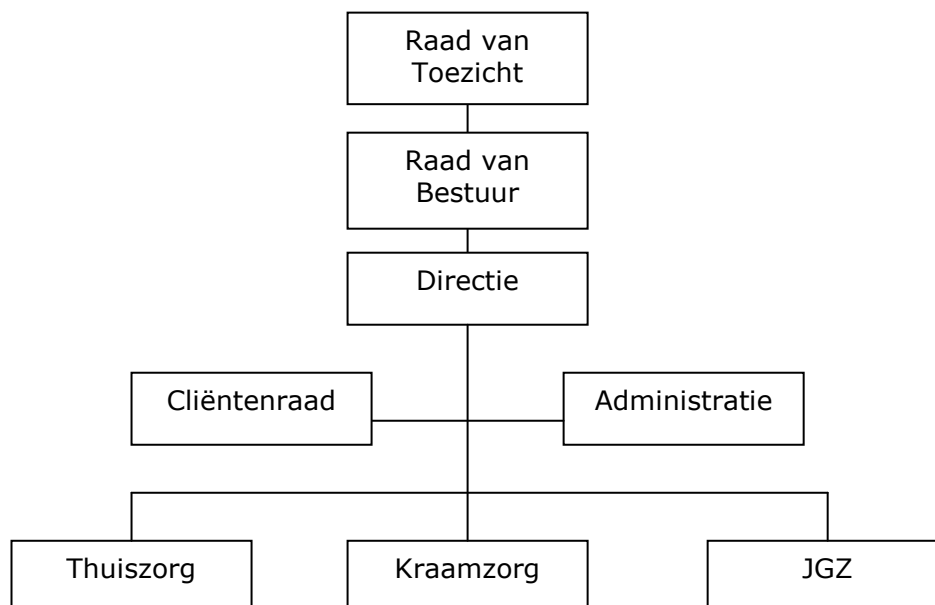 Raad van
Toezicht
Raad van
Bestuur
Directie
Cliëntenraad
Administratie
Thuiszorg
Kraamzorg
JGZ